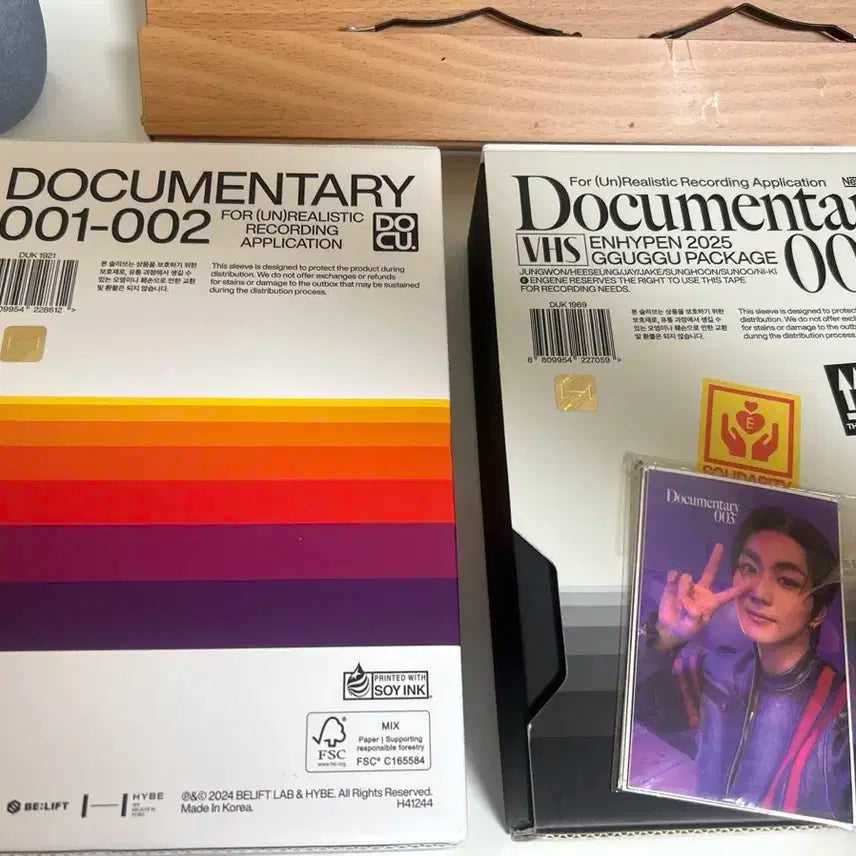 DOCUMENTARY
001-002
FOR (UN)REALISTIC
RECORDING
APPLICATION
DO
CU.
DUK 1921
09954 228612 >
본 슬리브는 상품을 보호하기 위한
보호재로, 유통 과정에서 생길 수
있는 오염이나 훼손으로 인한 교환
및 환불은 되지 않습니다.
This sleeve is designed to protect the product during
distribution. We do not offer exchanges or refunds
for stains or damage to the outbox that may be sustained
during the distribution process.
PRINTED WITH
SOY INK
FSC
www.fsc.org
MIX
Paper | Supporting
responsible forestry
FSC® C165584
BE:LIFT
HYBE
℗&© 2024 BELIFT LAB & HYBE. All Rights Reserved.
Made in Korea.
H41244
For (Un)Realistic Recording Application
Documenta
VHS
ENHYPEN 2025
GGUGGU PACKAGE
00
JUNGWON/HEESEUNG/JAY/JAKE/SUNGHOON/SUNOO/NI-KI
E ENGENE RESERVES THE RIGHT TO USE THIS TAPE
FOR RECORDING NEEDS.
DUK 1969
8 809954 227059 >
본 슬리브는 상품을 보호하기 위한
보호재로, 유통 과정에서 생길 수
있는 오염이나 훼손으로 인한 교환
및 환불은 되지 않습니다.
This sleeve is designed to protect
distribution. We do not offer exc
for stains or damage to the outb
during the distribution process
E
SOLIDARITY
Documentary
003